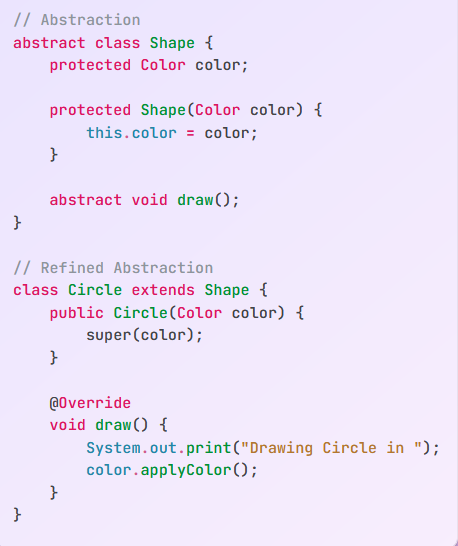 // Abstraction
abstract class Shape {
    protected Color color;

    protected Shape(Color color) {
        this.color = color;
    }

    abstract void draw();
}

// Refined Abstraction
class Circle extends Shape {
    public Circle(Color color) {
        super(color);
    }

    @Override
    void draw() {
        System.out.print("Drawing Circle in ");
        color.applyColor();
    }
}